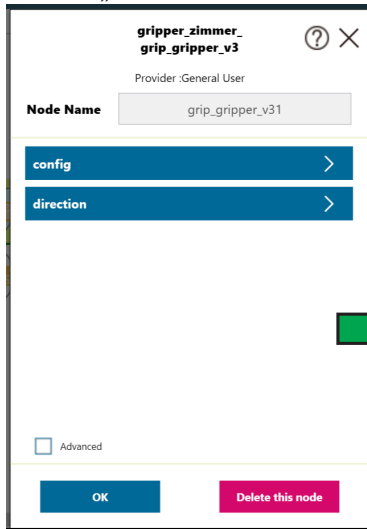 gripper_zimmer_
grip_gripper_v3
Provider :General User
Node Name
grip_gripper_v31
config
direction
Advanced
OK
Delete this node